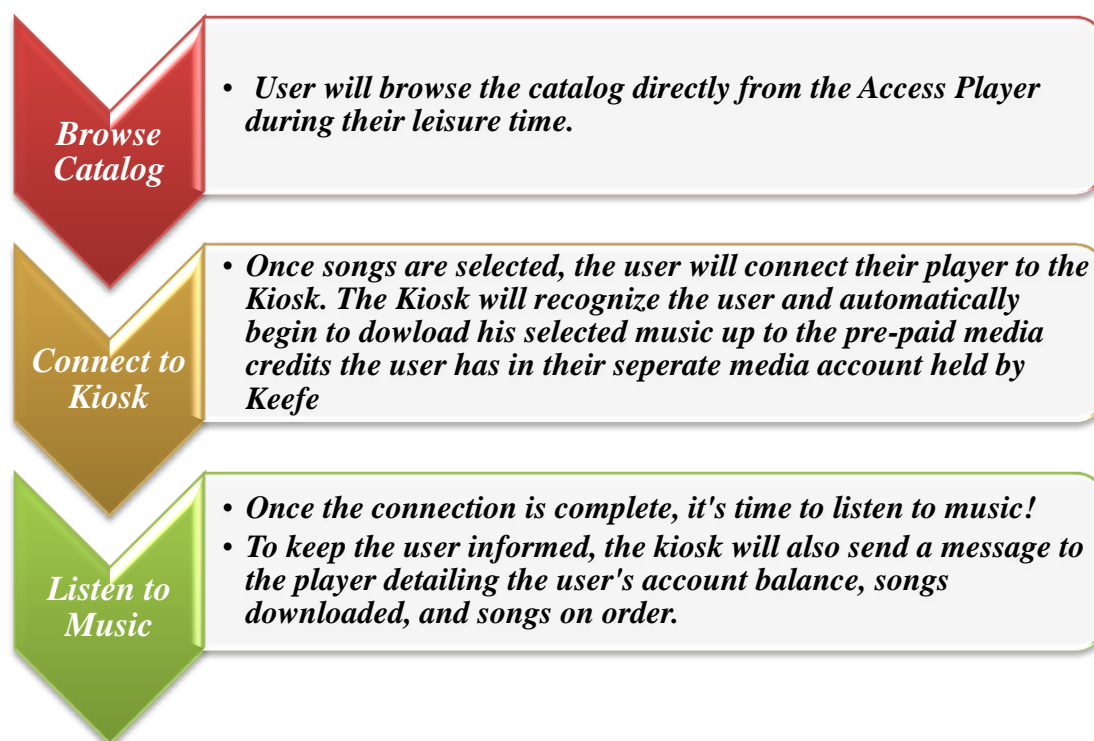 Browse
Catalog
• User will browse the catalog directly from the Access Player
during their leisure time.
Connect to
Kiosk
• Once songs are selected, the user will connect their player to the
Kiosk. The Kiosk will recognize the user and automatically
begin to dowload his selected music up to the pre-paid media
credits the user has in their seperate media account held by
Keefe
Listen to
Music
• Once the connection is complete, it's time to listen to music!
• To keep the user informed, the kiosk will also send a message to
the player detailing the user's account balance, songs
downloaded, and songs on order.